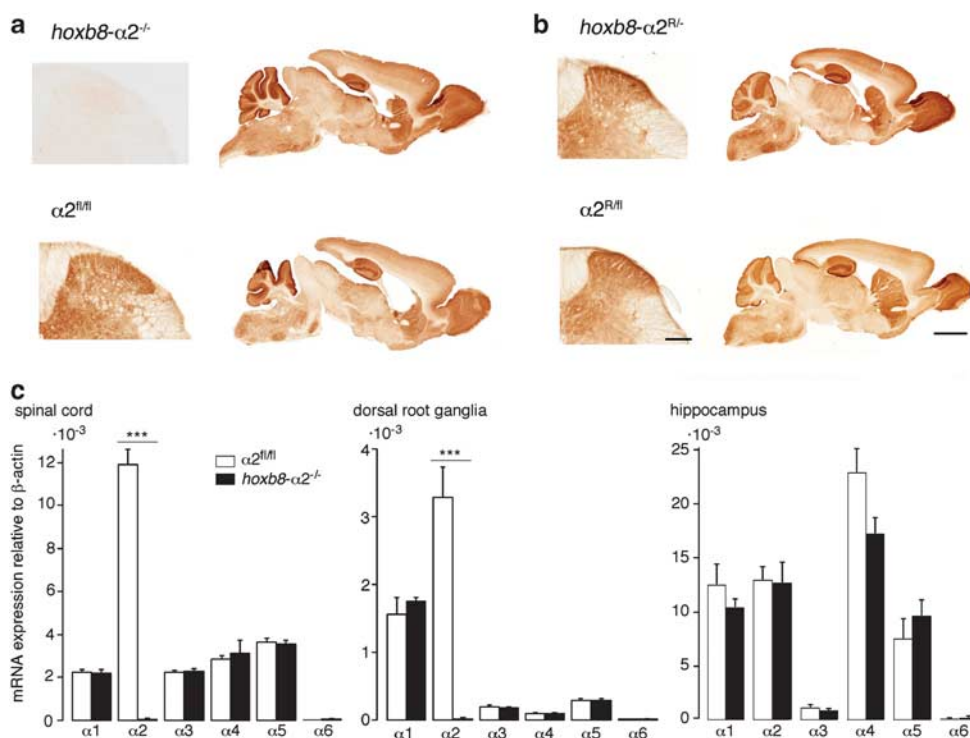 a
hoxb8-α2-/-
α2fl/fl
b
hoxb8-α2R/-
α2R/fl
c
spinal cord
·10-3
mRNA expression relative to β-actin
12
10
8
6
4
2
0
***
α2fl/fl
hoxb8-α2-/-
α1 α2 α3 α4 α5 α6
dorsal root ganglia
·10-3
4
3
2
1
0
***
α1 α2 α3 α4 α5 α6
hippocampus
·10-3
25
20
15
10
5
0
α1 α2 α3 α4 α5 α6